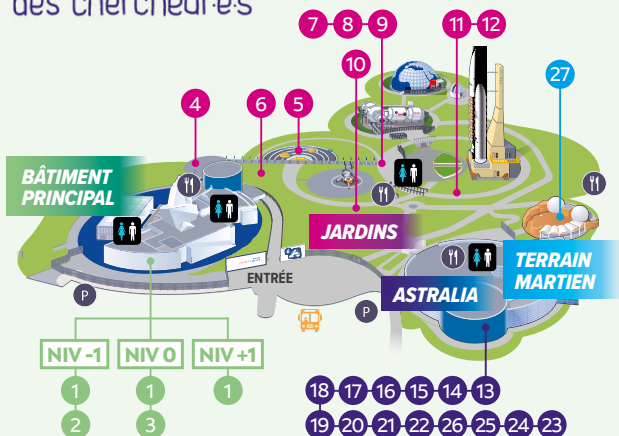 des chercheur·e·s
7 8 9
11 12
10
27
4
6
5
BÂTIMENT
PRINCIPAL
JARDINS
TERRAIN
MARTIEN
ENTRÉE
ASTRALIA
P
P
NIV -1
NIV 0
NIV +1
1
1
1
2
3
18 17 16 15 14 13
19 20 21 22 26 25 24 23